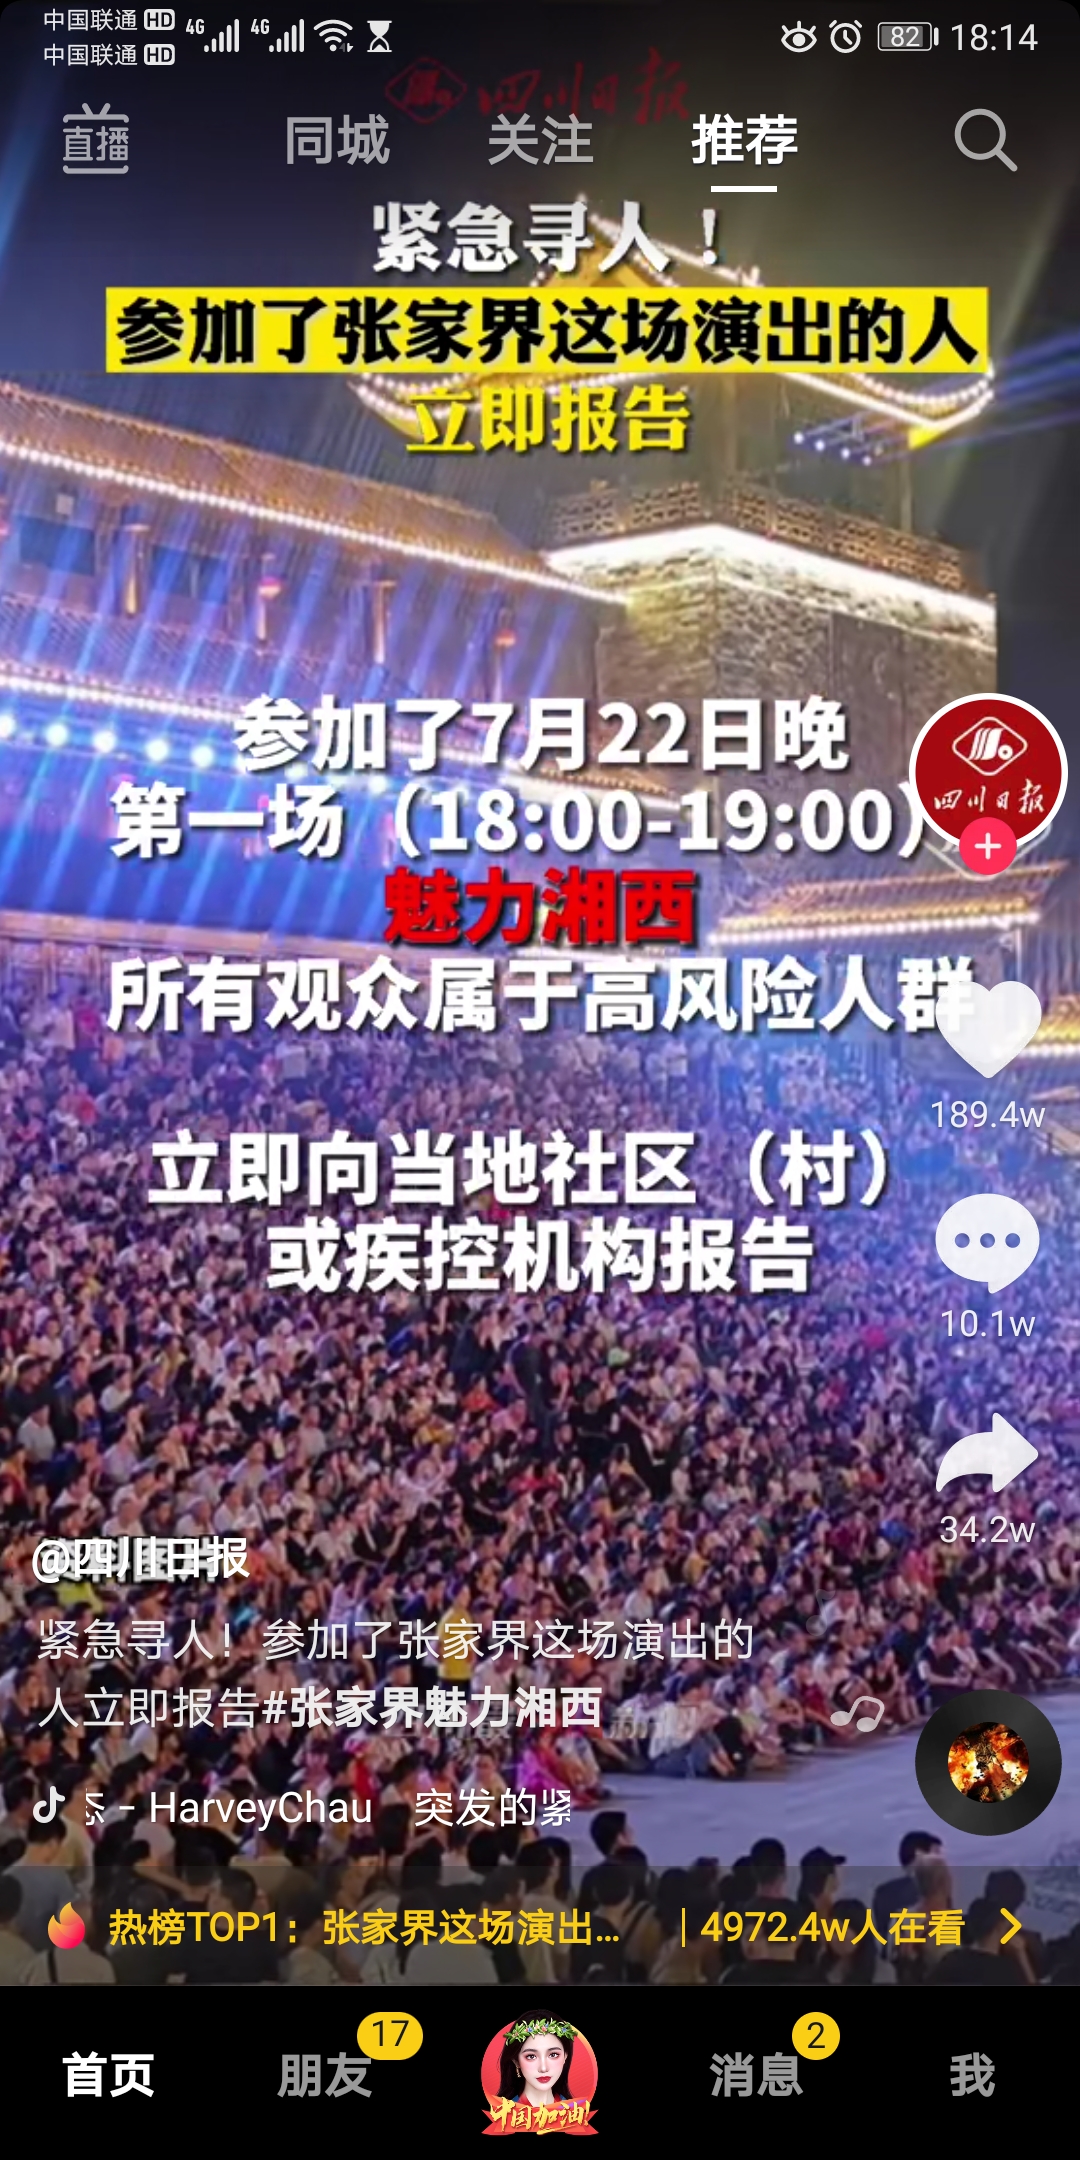 中国联通 HD 4G 4G 82 18:14
中国联通 HD
四川日报
直播 同城 关注 推荐
紧急寻人！
参加了张家界这场演出的人
立即报告
参加了7月22日晚
第一场（18:00-19:00）
魅力湘西
所有观众属于高风险人群
四川日报
189.4w
立即向当地社区（村）
或疾控机构报告
10.1w
34.2w
@四川日报
紧急寻人！参加了张家界这场演出的
人立即报告#张家界魅力湘西
- HarveyChau 突发的紧
热榜TOP1：张家界这场演出... | 4972.4w人在看
首页 朋友 17 中国加油! 消息 2 我